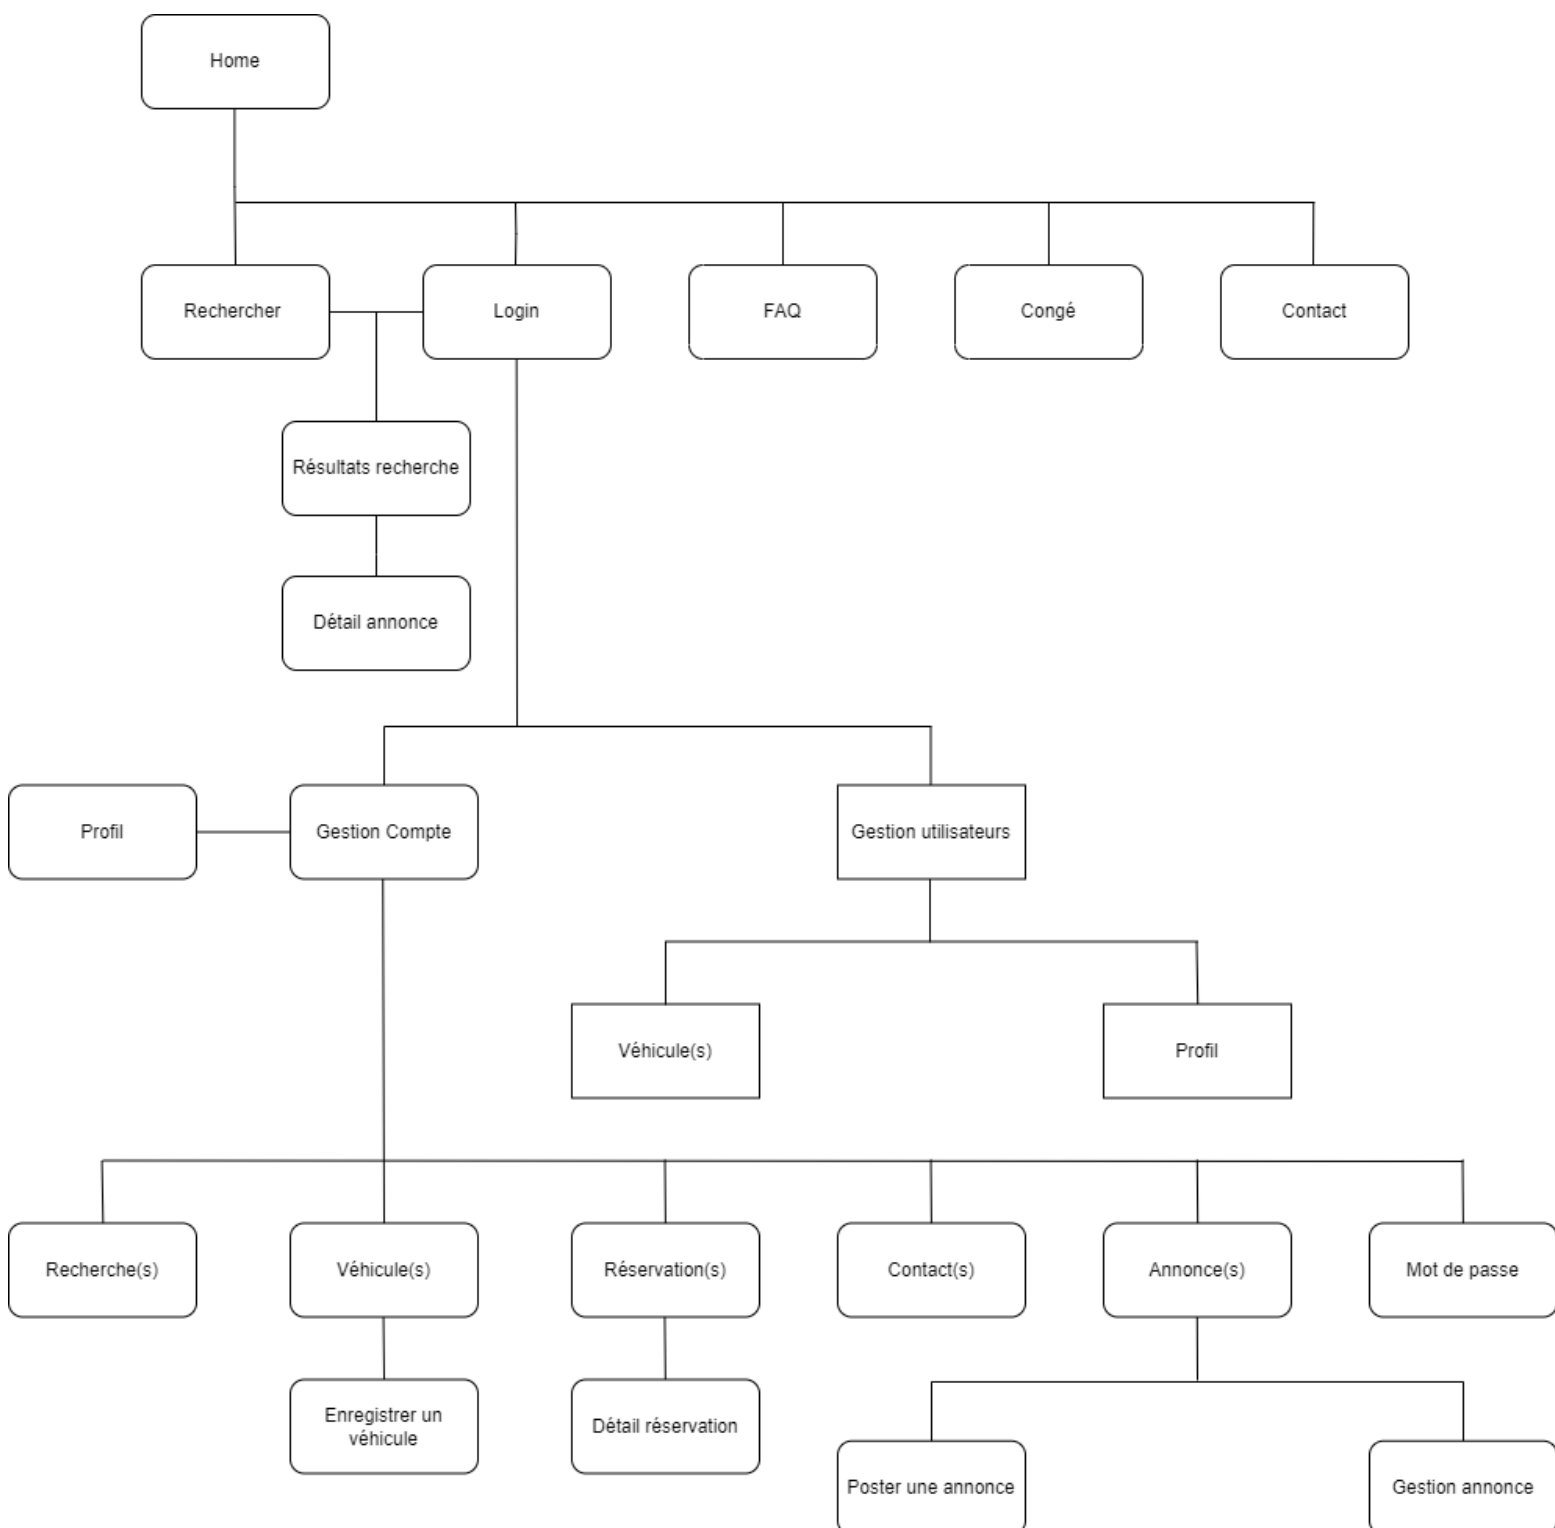 Home
Rechercher
Login
FAQ
Congé
Contact
Résultats recherche
Détail annonce
Profil
Gestion Compte
Gestion utilisateurs
Véhicule(s)
Profil
Recherche(s)
Véhicule(s)
Réservation(s)
Contact(s)
Annonce(s)
Mot de passe
Enregistrer un
véhicule
Détail réservation
Poster une annonce
Gestion annonce